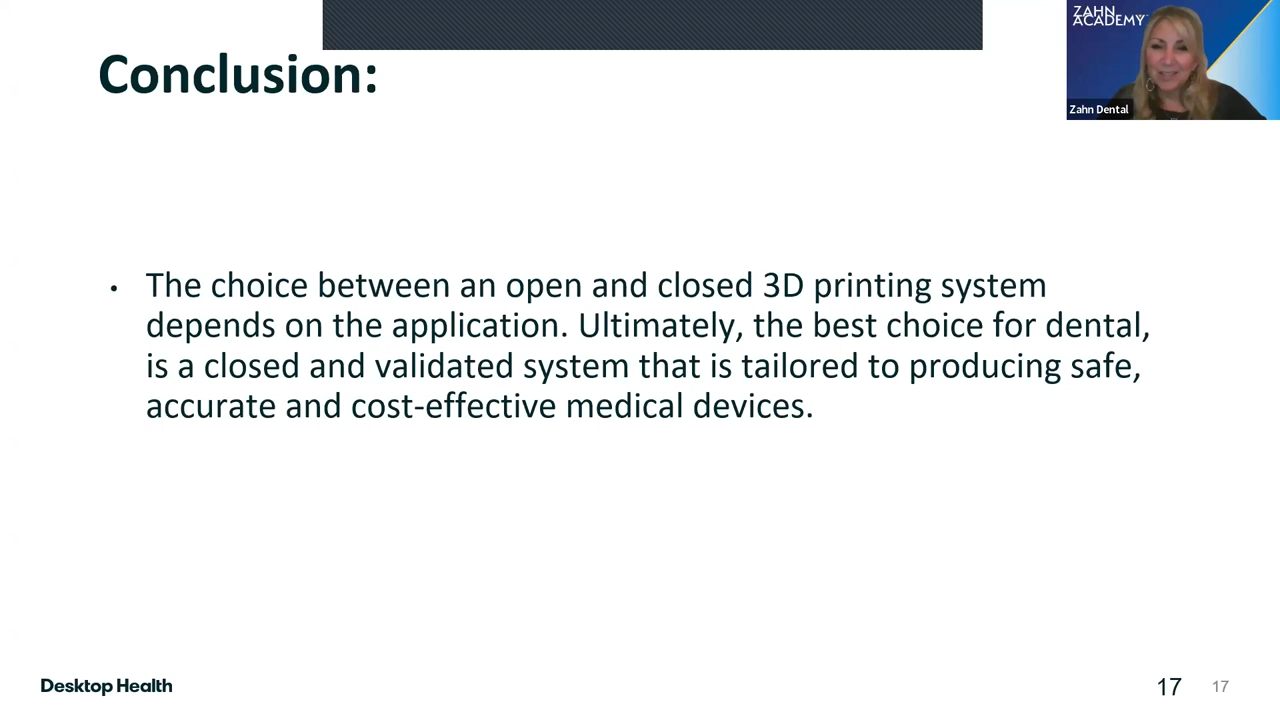 ZAHN
ACADEMY
Zahn Dental
Conclusion:
• The choice between an open and closed 3D printing system
depends on the application. Ultimately, the best choice for dental,
is a closed and validated system that is tailored to producing safe,
accurate and cost-effective medical devices.
Desktop Health
17
17